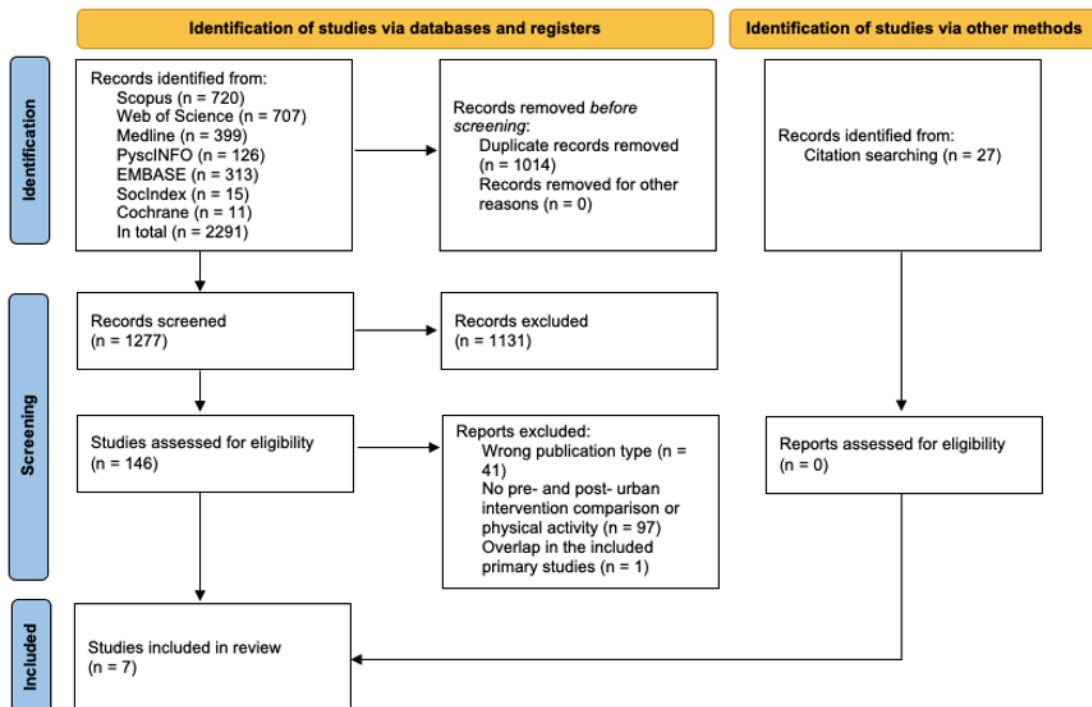 Identification of studies via databases and registers
Identification of studies via other methods
Identification
Records identified from:
Scopus (n = 720)
Web of Science (n = 707)
Medline (n = 399)
PyscINFO (n = 126)
EMBASE (n = 313)
SocIndex (n = 15)
Cochrane (n = 11)
In total (n = 2291)
Records removed before
screening:
Duplicate records removed
(n = 1014)
Records removed for other
reasons (n = 0)
Records identified from:
Citation searching (n = 27)
Screening
Records screened
(n = 1277)
Records excluded
(n = 1131)
Studies assessed for eligibility
(n = 146)
Reports excluded:
Wrong publication type (n =
41)
No pre- and post- urban
intervention comparison or
physical activity (n = 97)
Overlap in the included
primary studies (n = 1)
Reports assessed for eligibility
(n = 0)
Included
Studies included in review
(n = 7)